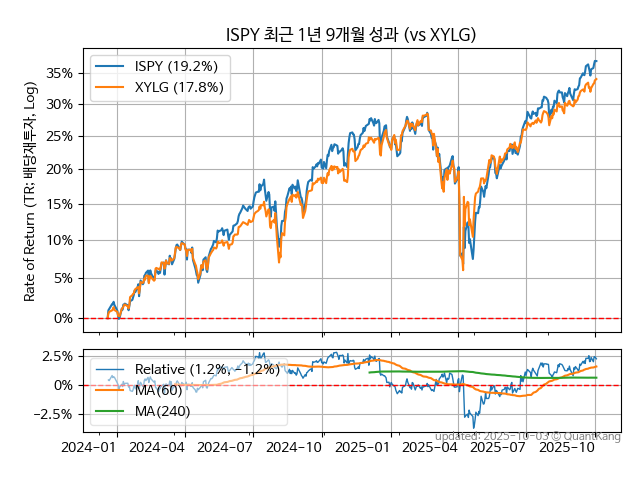 ISPY 최근 1년 9개월 성과 (vs XYLG)
Rate of Return (TR: 배당재투자, Log)
35%
30%
25%
20%
15%
10%
5%
0%
ISPY (19.2%)
XYLG (17.8%)
2.5%
0%
−2.5%
Relative (1.2%, −1.2%)
MA(60)
MA(240)
updated: 2025-10-03 © QuantKang
2024-01 2024-04 2024-07 2024-10 2025-01 2025-04 2025-07 2025-10